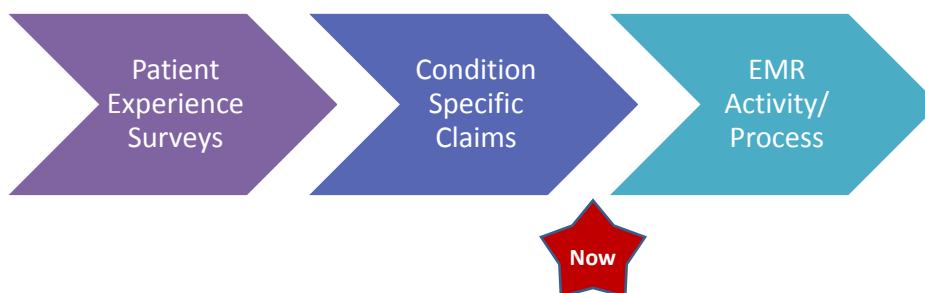 Patient
Experience
Surveys
Condition
Specific
Claims
EMR
Activity/
Process
Now